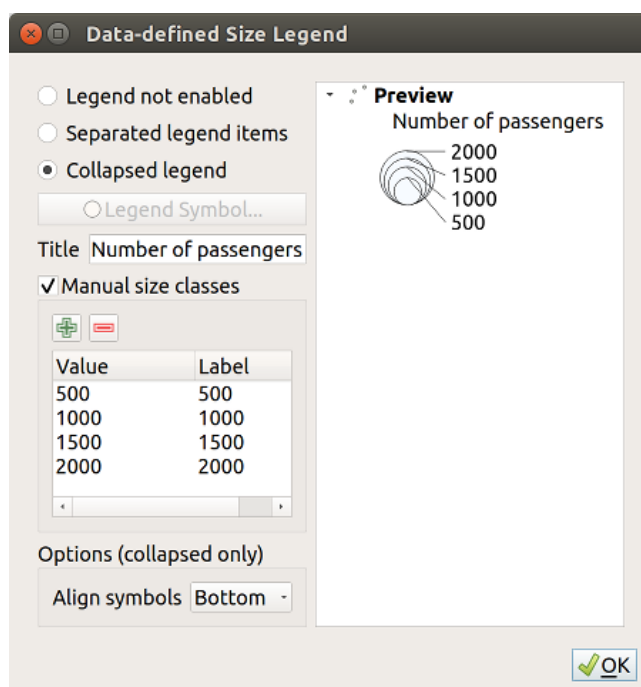 Data-defined Size Legend
Legend not enabled
Separated legend items
Collapsed legend
Legend Symbol...
Title Number of passengers
Manual size classes
Value Label
500 500
1000 1000
1500 1500
2000 2000
Options (collapsed only)
Align symbols Bottom
Preview
Number of passengers
2000
1500
1000
500
OK